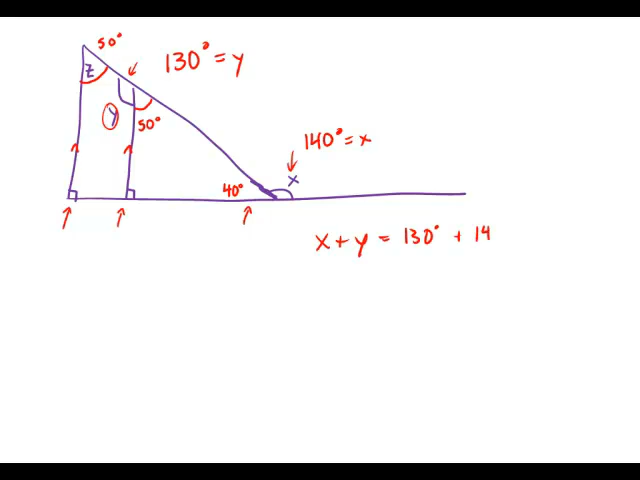 50°
130° = y
z
y
50°
140° = x
x
40°
x + y = 130° + 14